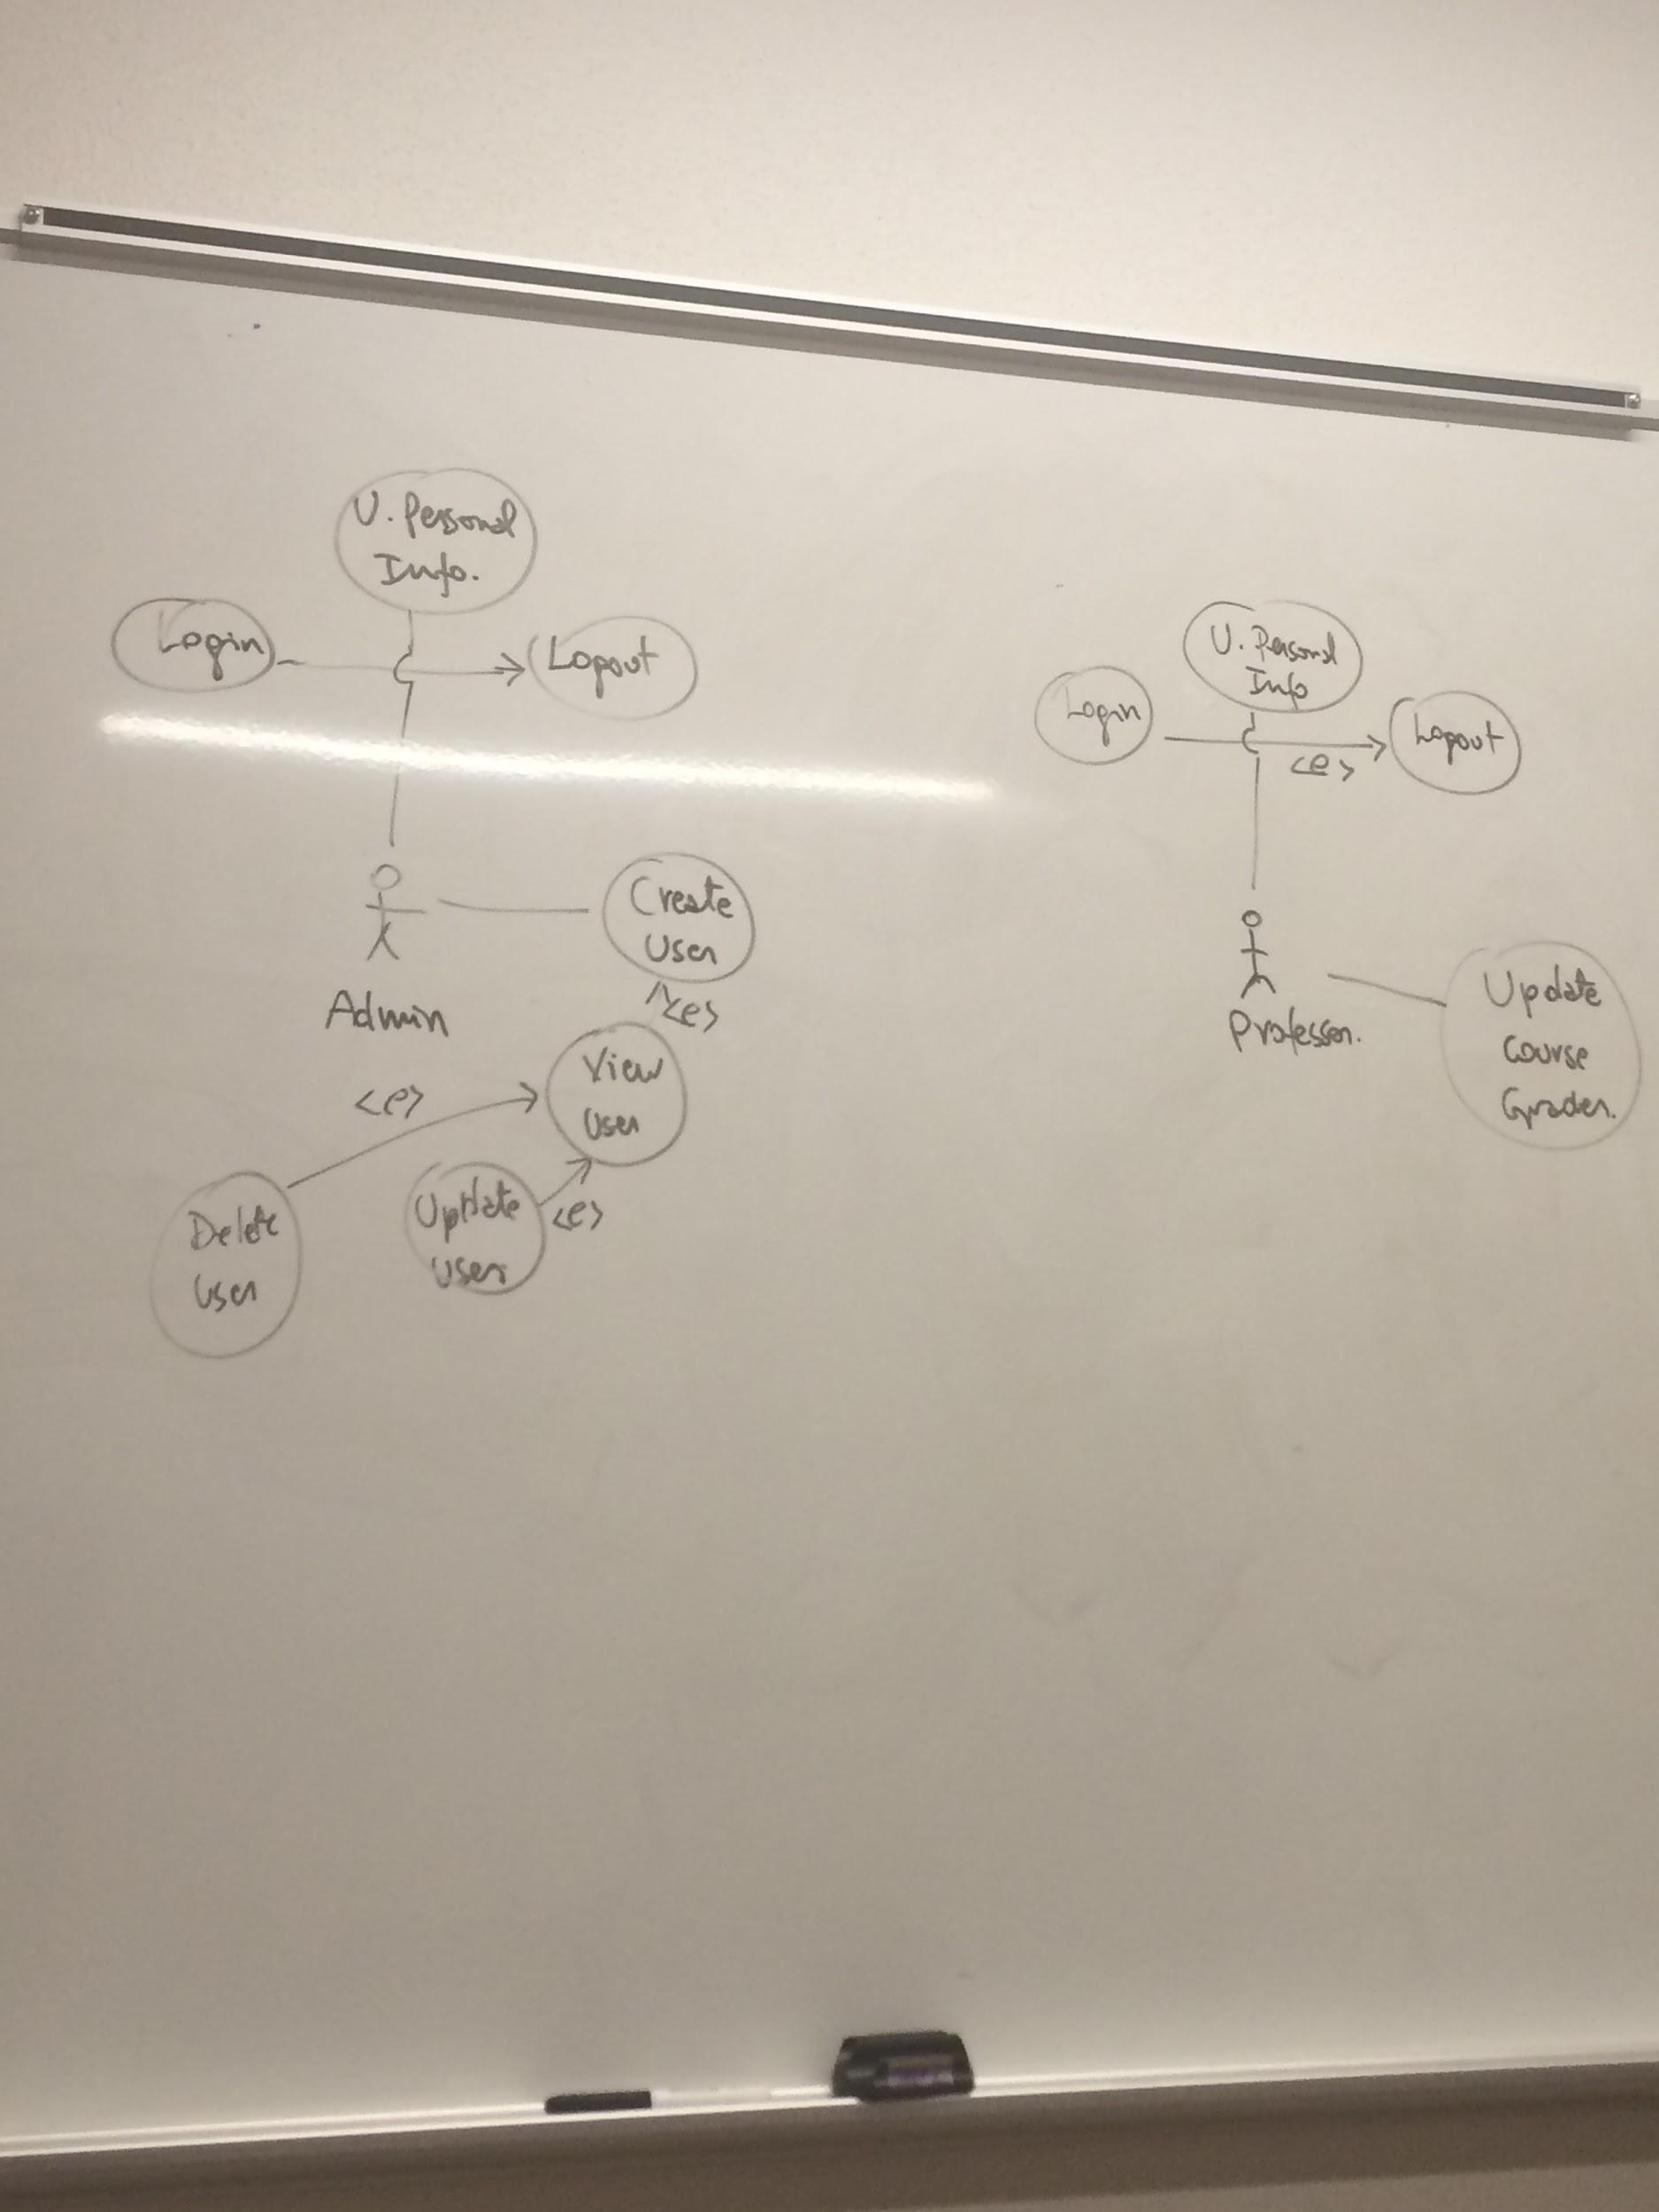 U. Personal
Info.
Login
Logout
Admin
Create
User
<e>
View
User
<e>
Delete
User
Update
User
<e>
U. Personal
Info
Login
Logout
<e>
Professor.
Update
Course
Grades.